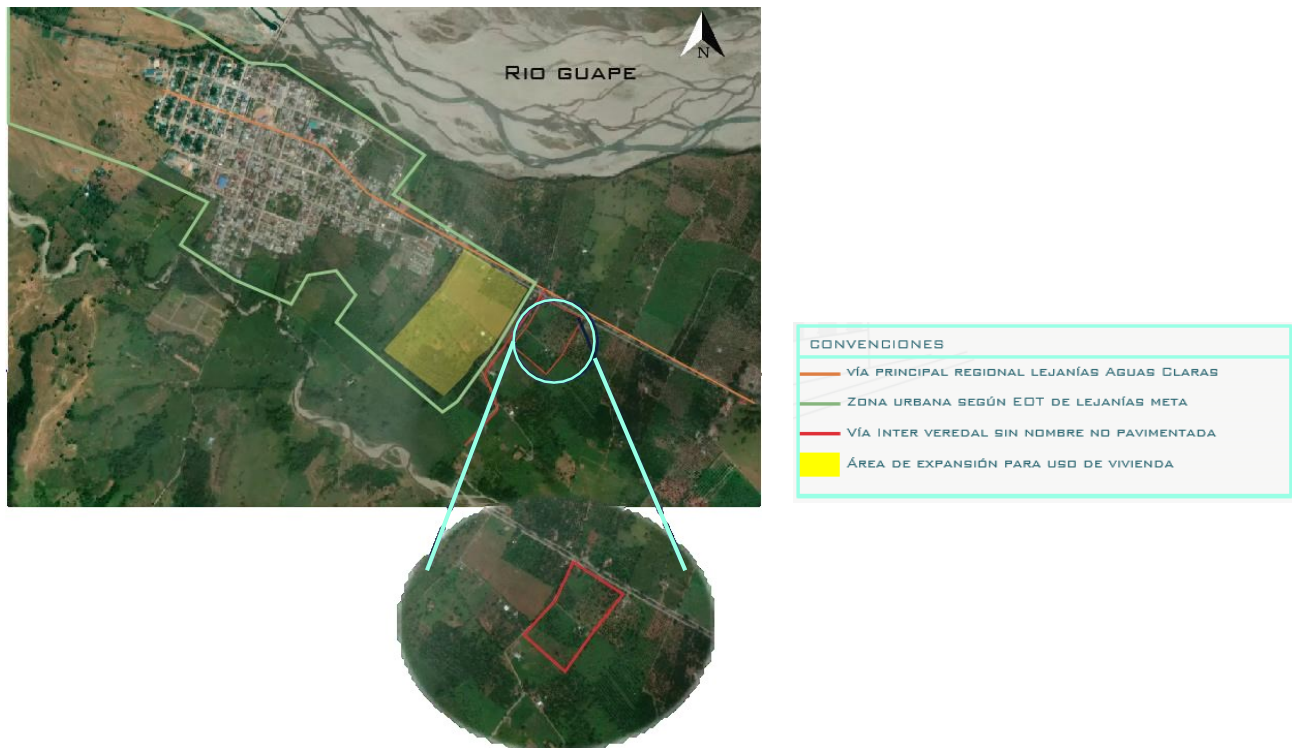 N
RIO GUAPE
CONVENCIONES
VÍA PRINCIPAL REGIONAL LEJANÍAS AGUAS CLARAS
ZONA URBANA SEGÚN EOT DE LEJANÍAS META
VÍA INTER VEREDAL SIN NOMBRE NO PAVIMENTADA
ÁREA DE EXPANSIÓN PARA USO DE VIVIENDA